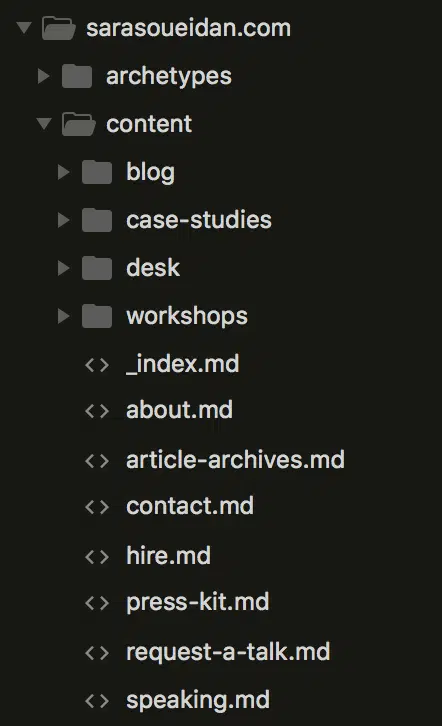 sarasoueidan.com
archetypes
content
blog
case-studies
desk
workshops
_index.md
about.md
article-archives.md
contact.md
hire.md
press-kit.md
request-a-talk.md
speaking.md